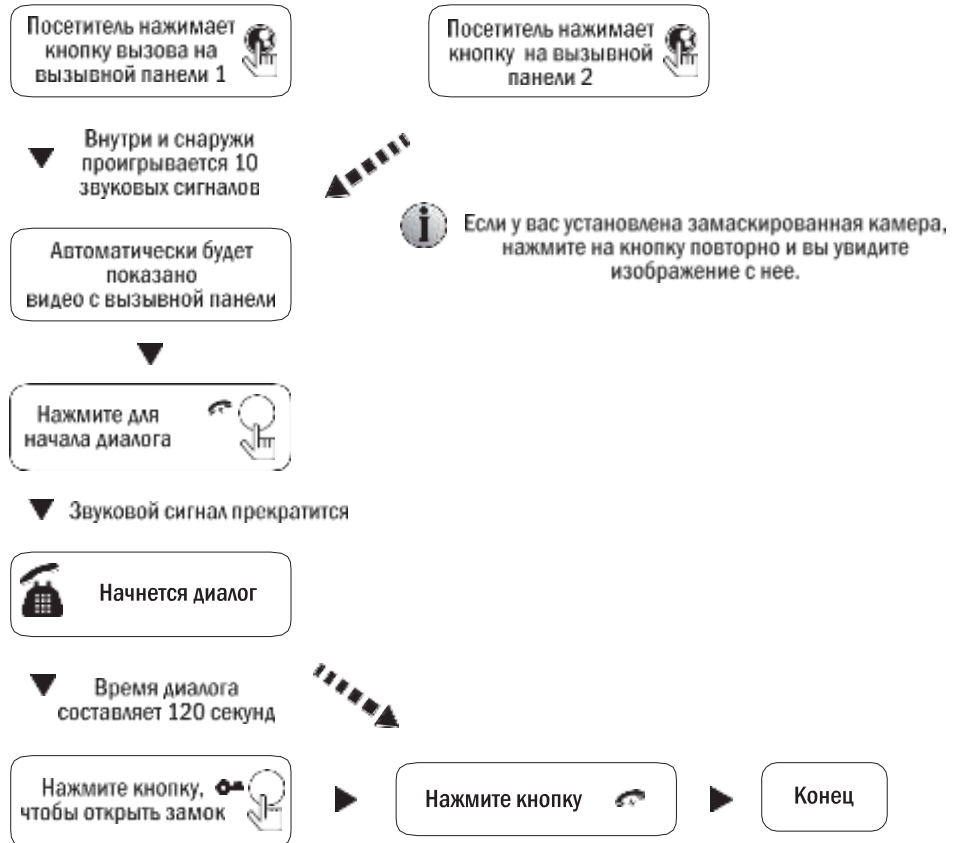 Посетитель нажимает
кнопку вызова на
вызывной панели 1
Посетитель нажимает
кнопку на вызывной
панели 2
Внутри и снаружи
проигрывается 10
звуковых сигналов
Если у вас установлена замаскированная камера,
нажмите на кнопку повторно и вы увидите
изображение с нее.
Автоматически будет
показано
видео с вызывной панели
Нажмите для
начала диалога
Звуковой сигнал прекратится
Начнется диалог
Время диалога
составляет 120 секунд
Нажмите кнопку,
чтобы открыть замок
Нажмите кнопку
Конец